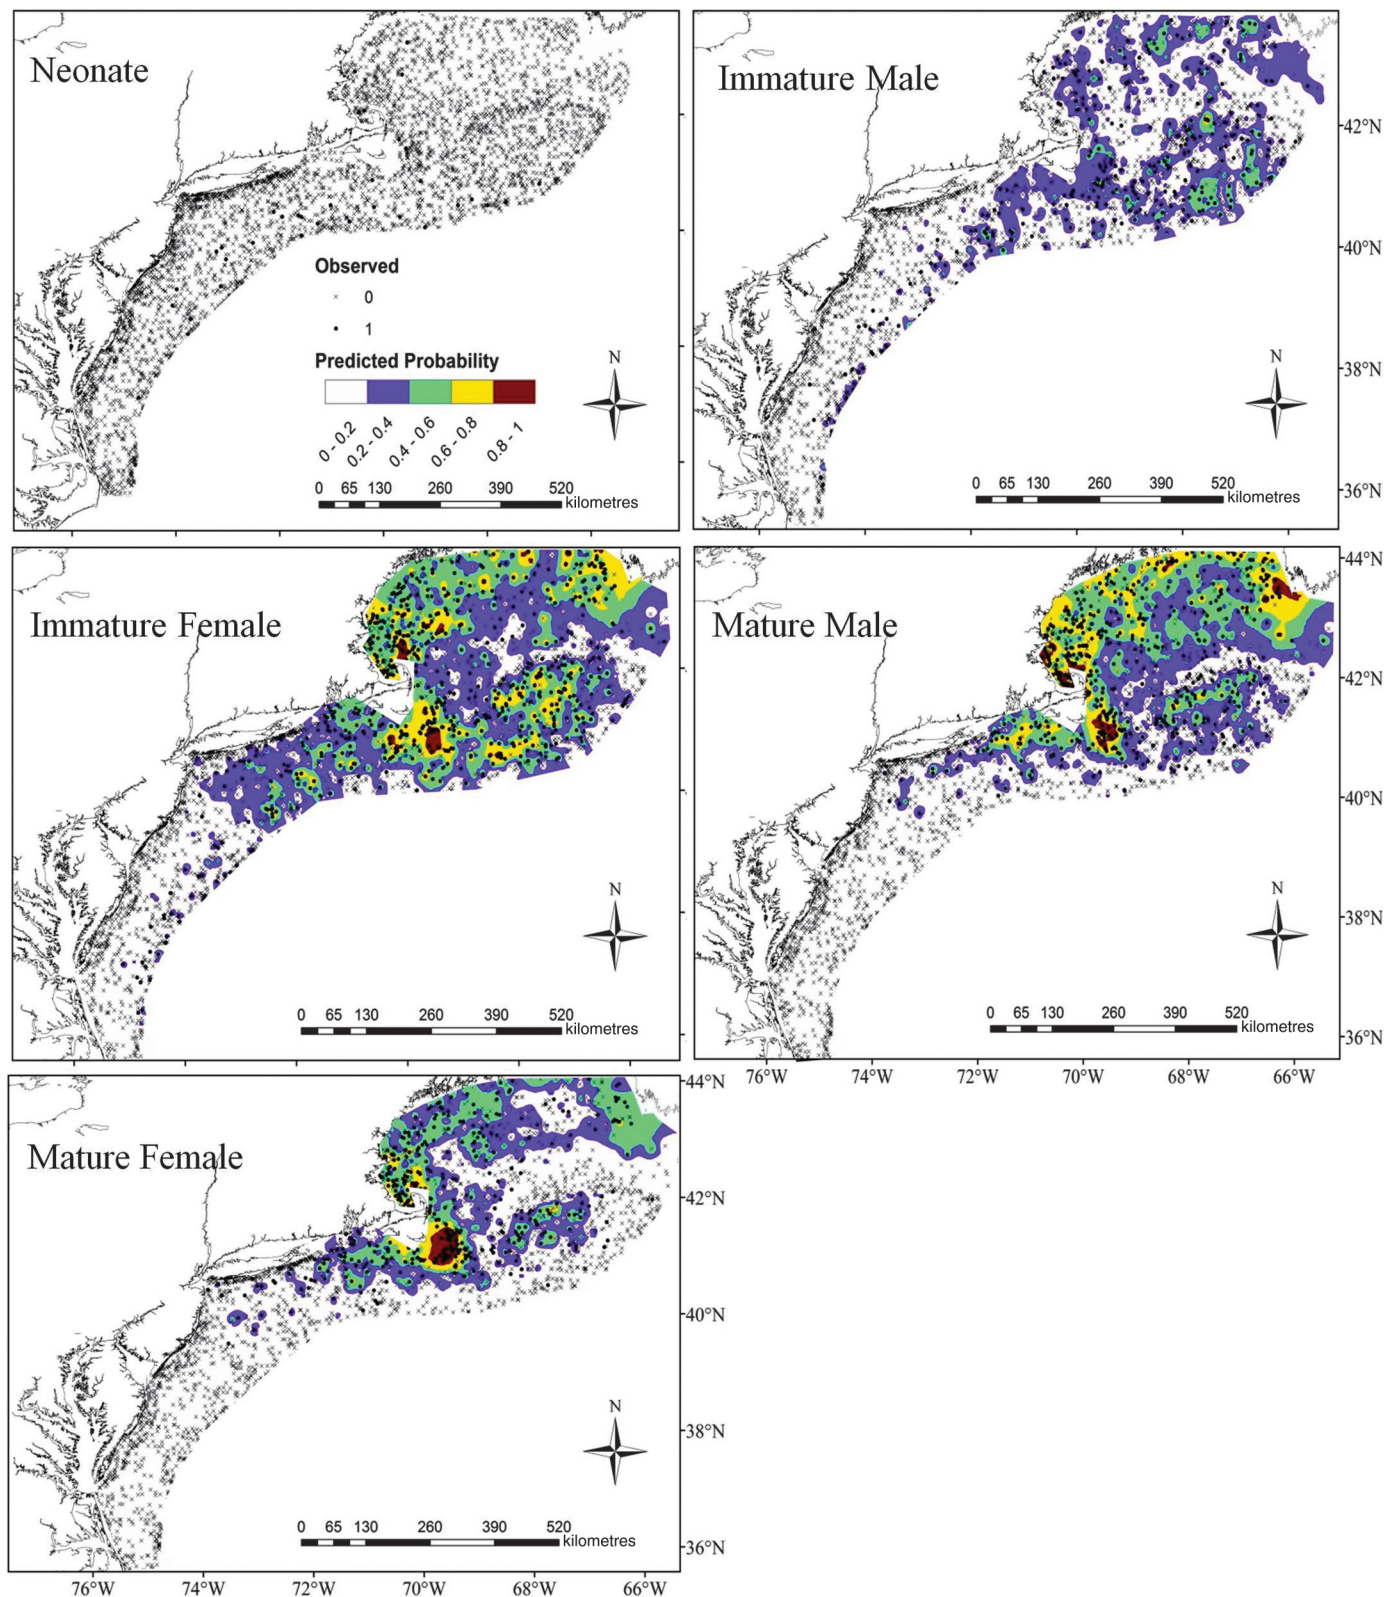 Neonate
Observed
0
1
Predicted Probability
0 - 0.2
0.2 - 0.4
0.4 - 0.6
0.6 - 0.8
0.8 - 1
N
0 65 130 260 390 520
kilometres
Immature Male
42°N
40°N
38°N
36°N
N
0 65 130 260 390 520
kilometres
Immature Female
N
0 65 130 260 390 520
kilometres
Mature Male
44°N
42°N
40°N
38°N
36°N
N
0 65 130 260 390 520
kilometres
76°W 74°W 72°W 70°W 68°W 66°W
Mature Female
44°N
42°N
40°N
38°N
36°N
N
0 65 130 260 390 520
kilometres
76°W 74°W 72°W 70°W 68°W 66°W